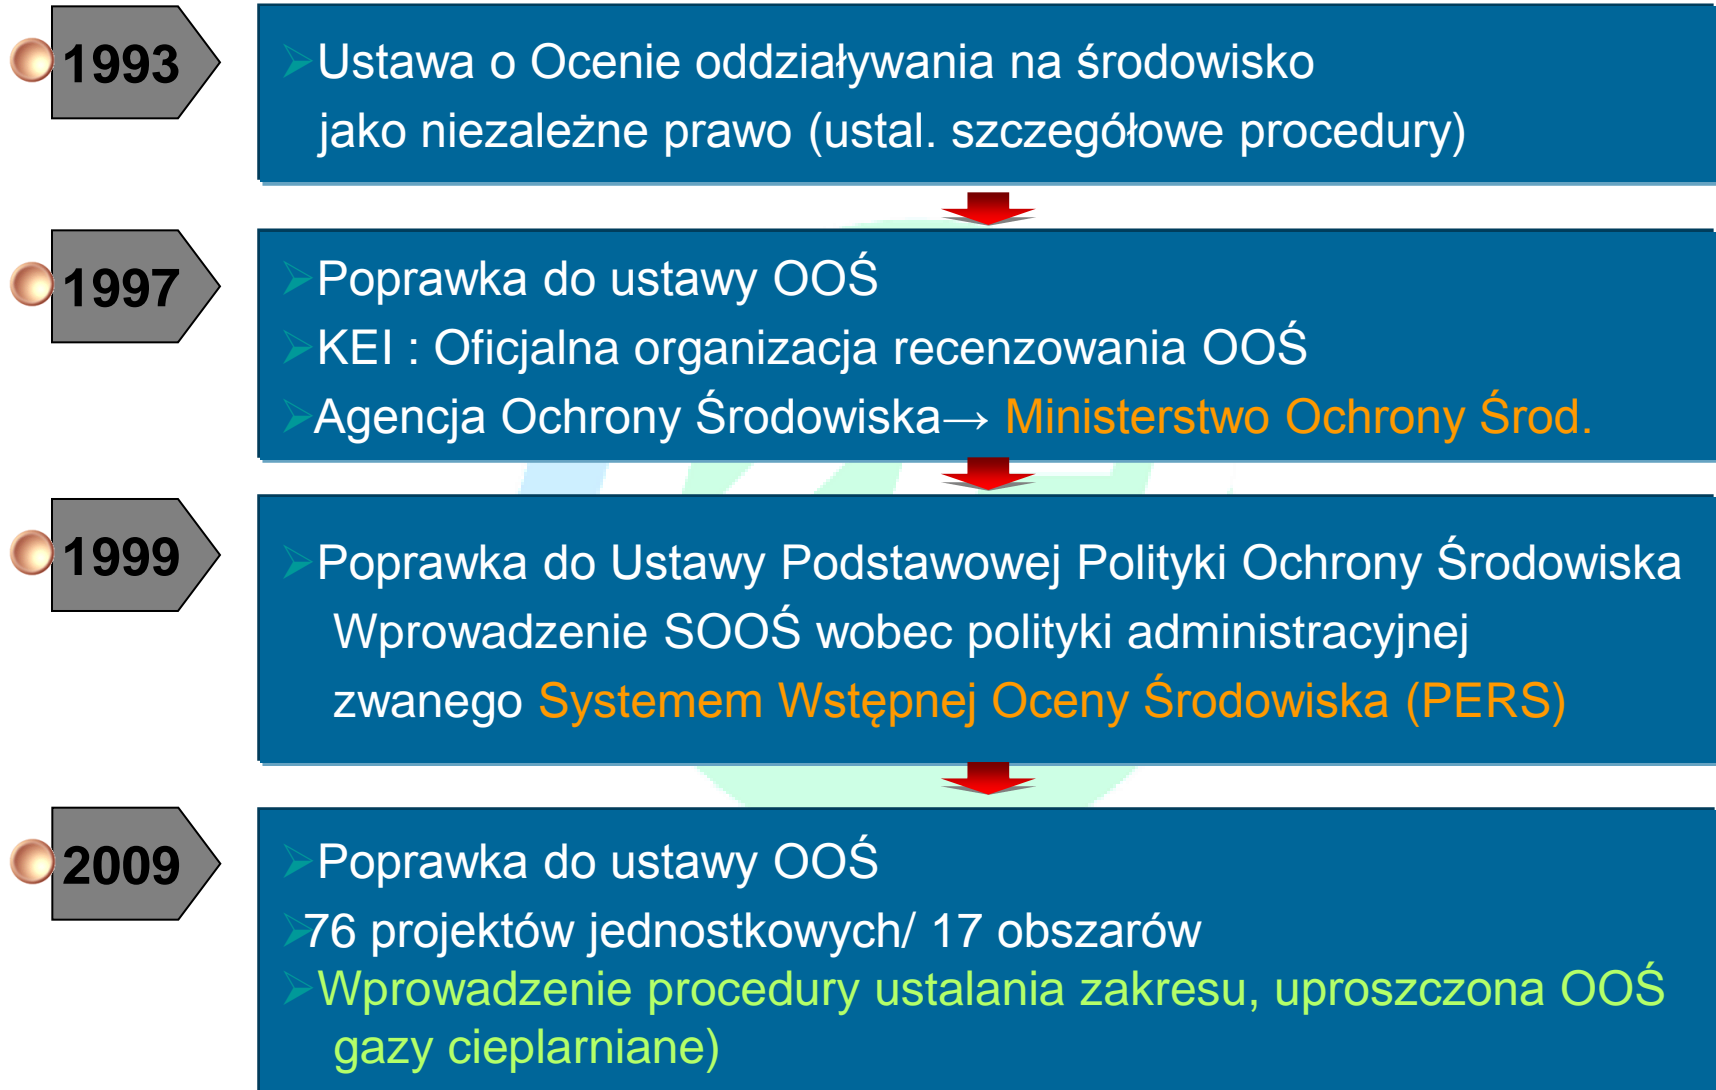 1993
Ustawa o Ocenie oddziaływania na środowisko
jako niezależne prawo (ustal. szczegółowe procedury)
1997
Poprawka do ustawy OOŚ
KEI : Oficjalna organizacja recenzowania OOŚ
Agencja Ochrony Środowiska→ Ministerstwo Ochrony Środ.
1999
Poprawka do Ustawy Podstawowej Polityki Ochrony Środowiska
Wprowadzenie SOOŚ wobec polityki administracyjnej
zwanego Systemem Wstępnej Oceny Środowiska (PERS)
2009
Poprawka do ustawy OOŚ
76 projektów jednostkowych/ 17 obszarów
Wprowadzenie procedury ustalania zakresu, uproszczona OOŚ
gazy cieplarniane)